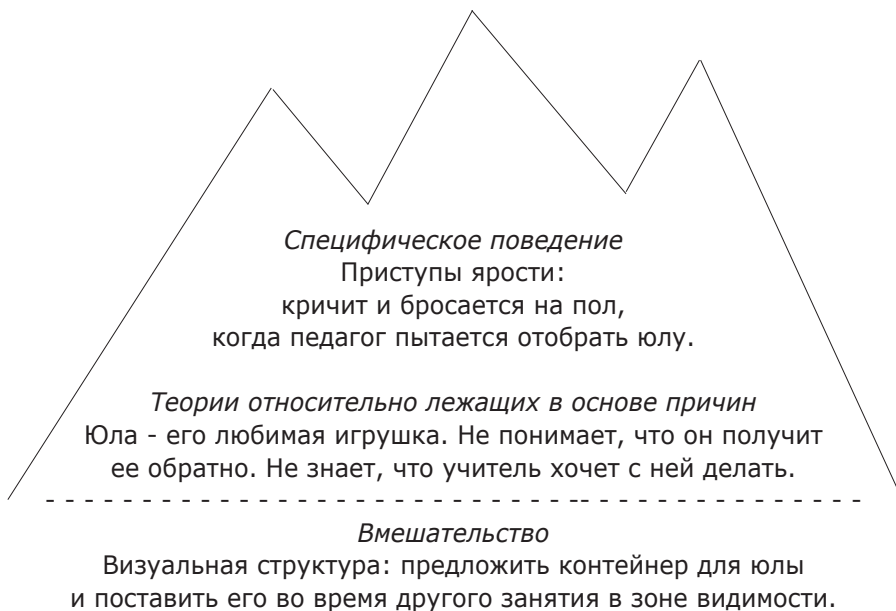 Специфическое поведение
Приступы ярости:
кричит и бросается на пол,
когда педагог пытается отобрать юлу.
Теории относительно лежащих в основе причин
Юла - его любимая игрушка. Не понимает, что он получит
ее обратно. Не знает, что учитель хочет с ней делать.
Вмешательство
Визуальная структура: предложить контейнер для юлы
и поставить его во время другого занятия в зоне видимости.